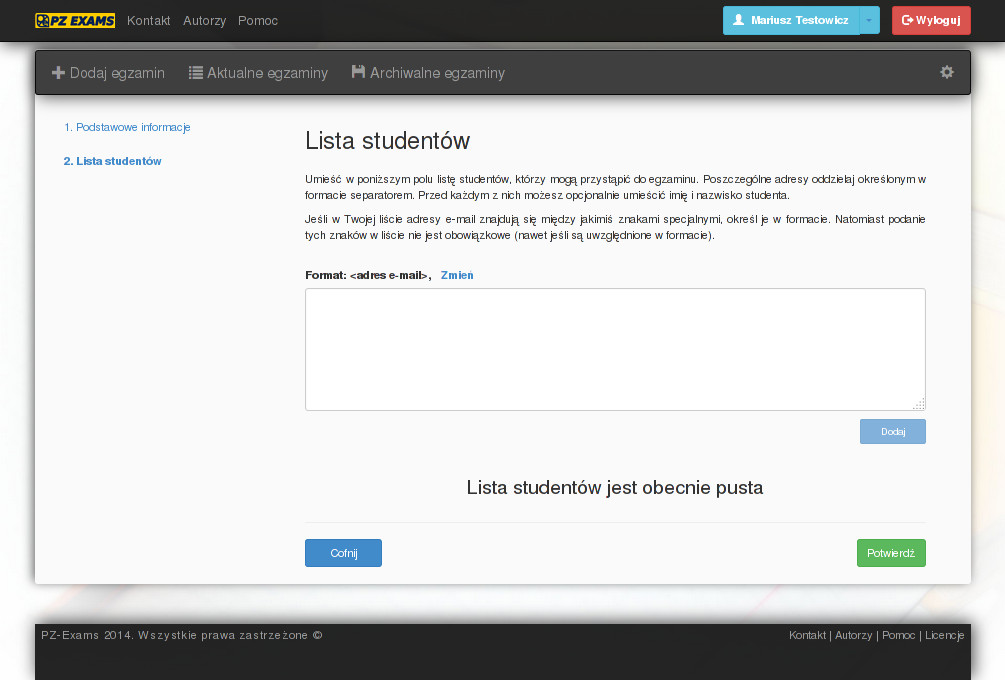 PZ EXAMS Kontakt Autorzy Pomoc Mariusz Testowicz Wyloguj
Dodaj egzamin Aktualne egzaminy Archiwalne egzaminy
1. Podstawowe informacje
2. Lista studentów
Lista studentów
Umieść w poniższym polu listę studentów, którzy mogą przystąpić do egzaminu. Poszczególne adresy oddzielaj określonym w
formacie separatorem. Przed każdym z nich możesz opcjonalnie umieścić imię i nazwisko studenta.
Jeśli w Twojej liście adresy e-mail znajdują się między jakimiś znakami specjalnymi, określ je w formacie. Natomiast podanie
tych znaków w liście nie jest obowiązkowe (nawet jeśli są uwzględnione w formacie).
Format: <adres e-mail>, Zmień
Dodaj
Lista studentów jest obecnie pusta
Cofnij Potwierdź
PZ-Exams 2014. Wszystkie prawa zastrzeżone © Kontakt | Autorzy | Pomoc | Licencje